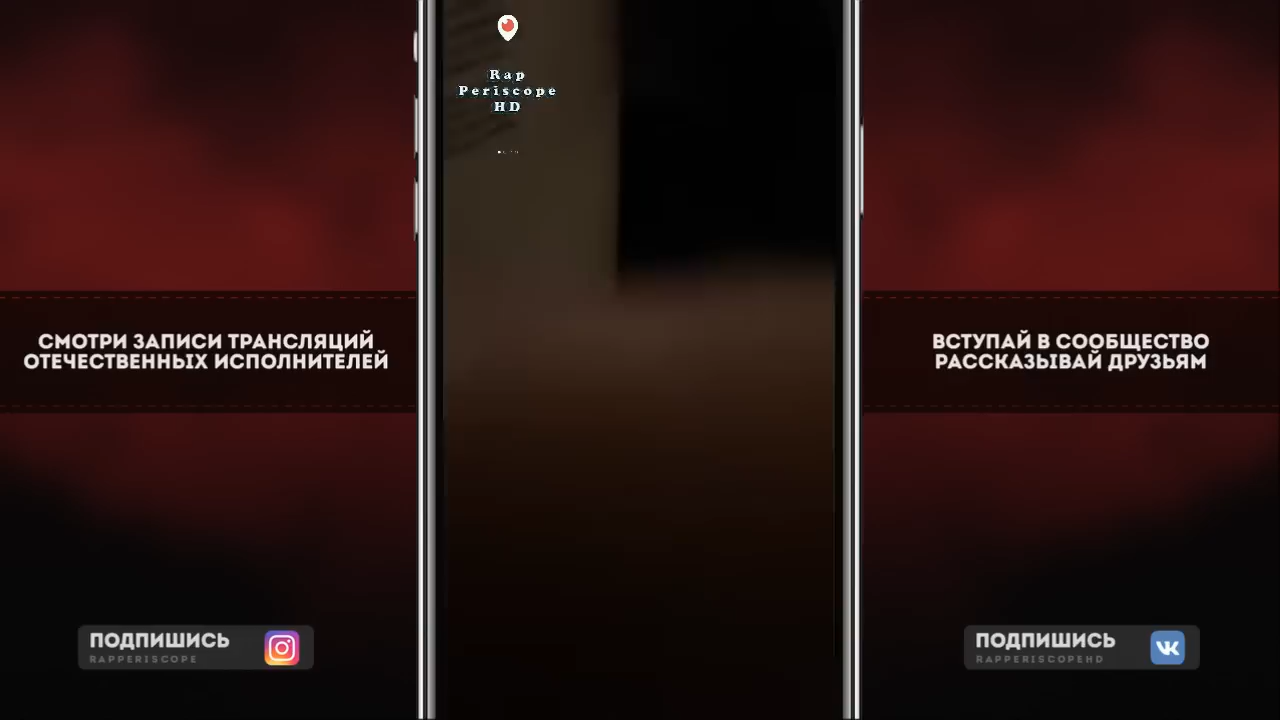 Rap
Periscope
HD
СМОТРИ ЗАПИСИ ТРАНСЛЯЦИЙ
ОТЕЧЕСТВЕННЫХ ИСПОЛНИТЕЛЕЙ
ВСТУПАЙ В СООБЩЕСТВО
РАССКАЗЫВАЙ ДРУЗЬЯМ
ПОДПИШИСЬ
RAPPERISCOPE
ПОДПИШИСЬ
RAPPERISCOPEHD